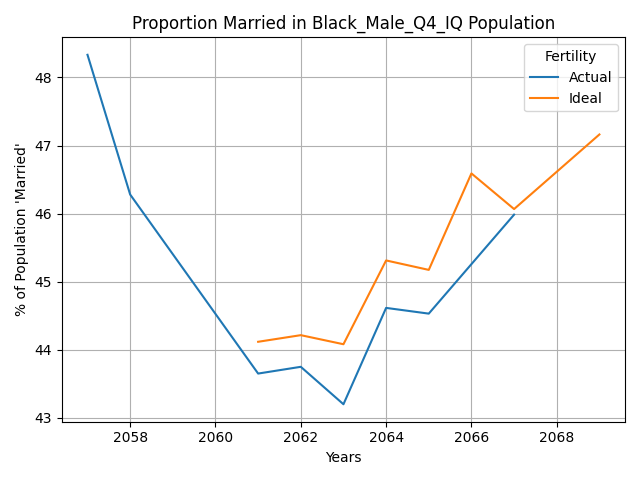 Proportion Married in Black_Male_Q4_IQ Population
Fertility
Actual
Ideal
% of Population 'Married'
48
47
46
45
44
43
2058 2060 2062 2064 2066 2068
Years